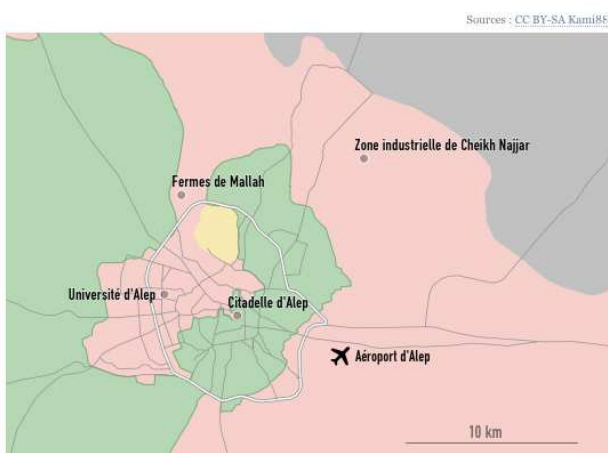 Sources : CC BY-SA Kami88
Zone industrielle de Cheikh Najjar
Fermes de Mallah
Université d'Alep
Citadelle d'Alep
Aéroport d'Alep
10 km